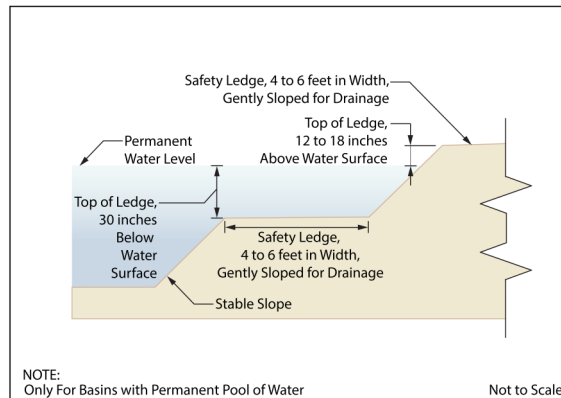 Safety Ledge, 4 to 6 feet in Width,
Gently Sloped for Drainage
Top of Ledge,
12 to 18 inches
Above Water Surface
Permanent
Water Level
Top of Ledge,
30 inches
Below
Water
Surface
Safety Ledge,
4 to 6 feet in Width,
Gently Sloped for Drainage
Stable Slope
NOTE:
Only For Basins with Permanent Pool of Water
Not to Scale